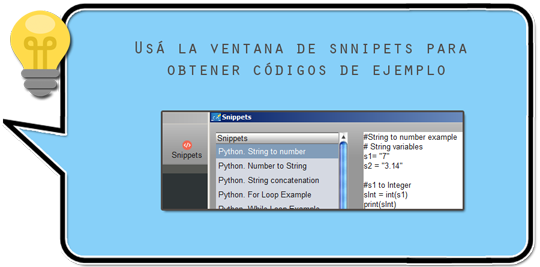 Usá la ventana de snnipets para
obtener códigos de ejemplo
Snippets
Snippets
Snippets
Python. String to number
Python. Number to String
Python. String concatenation
Python. For Loop Example
Python. While Loop Example
#String to number example
# String variables
s1= "7"
s2 = "3.14"
#s1 to Integer
sInt = int(s1)
print(sInt)